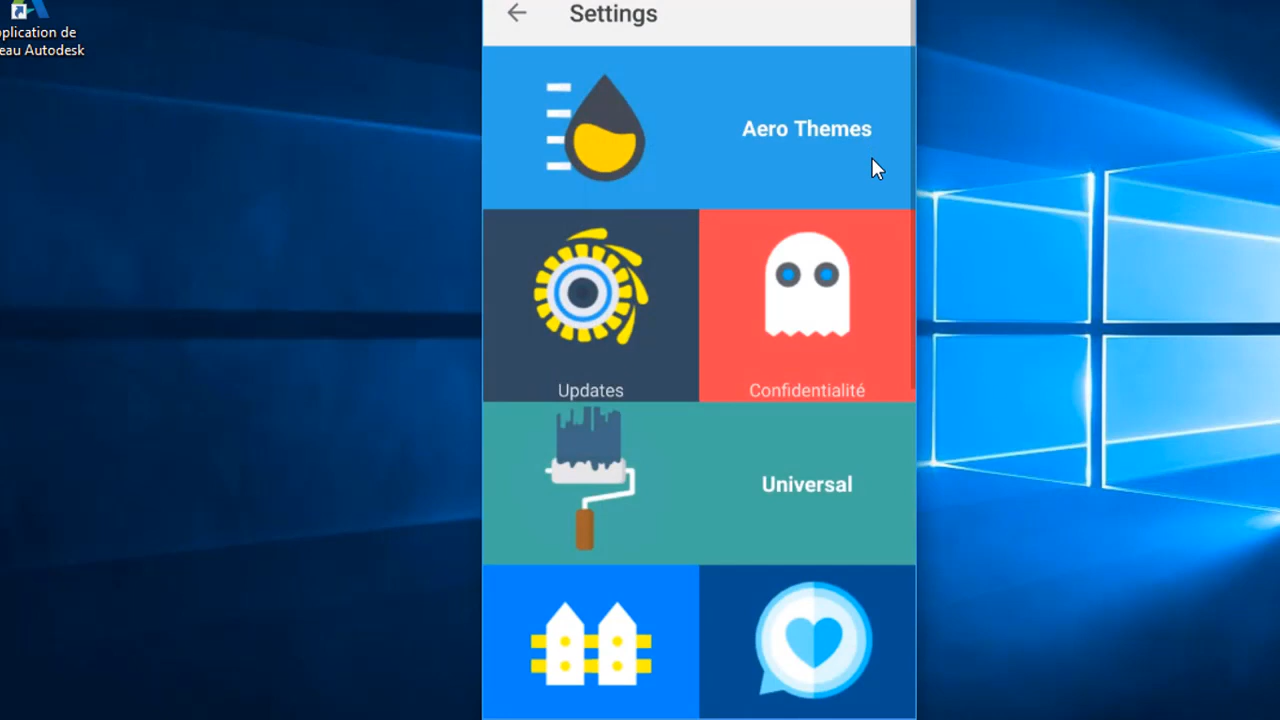 Settings
plication de
eau Autodesk
Aero Themes
Updates
Confidentialité
Universal